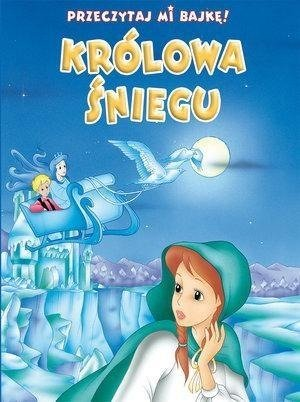 PRZECZYTAJ MI BAJKĘ!
KRÓLOWA
ŚNIEGU